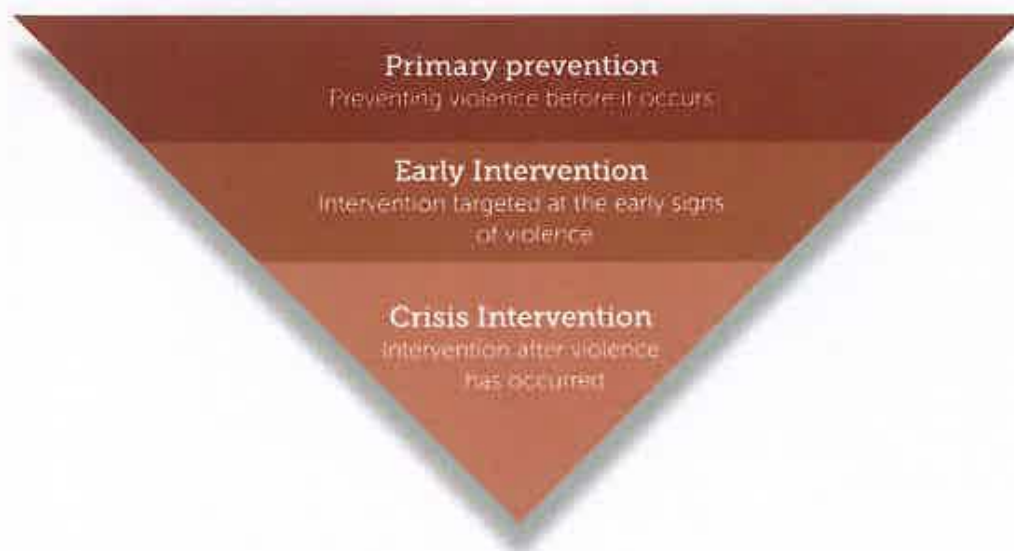 Primary prevention
Preventing violence before it occurs
Early Intervention
Intervention targeted at the early signs
of violence
Crisis Intervention
Intervention after violence
has occurred